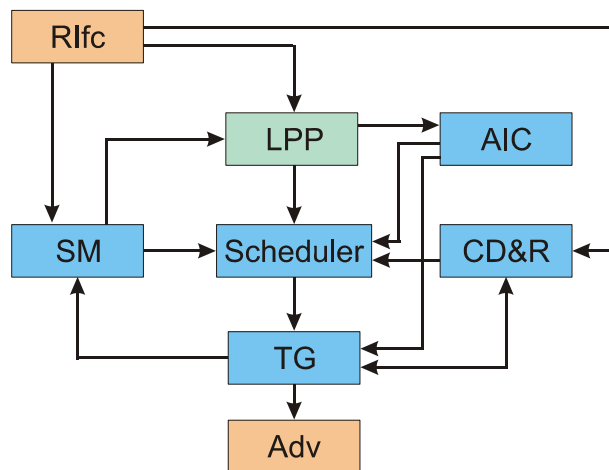 RIfc
LPP
AIC
SM
Scheduler
CD&R
TG
Adv